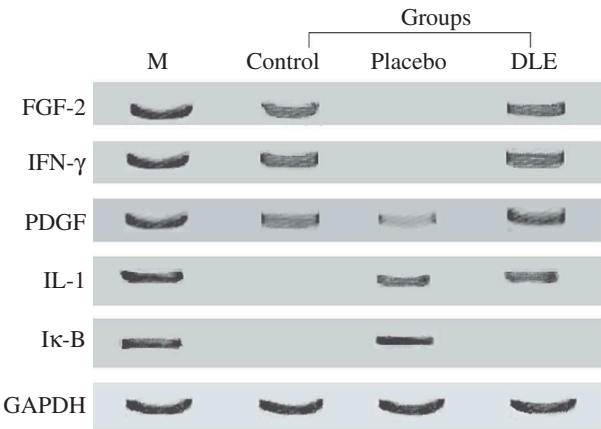 Groups
M Control Placebo DLE
FGF-2
IFN-γ
PDGF
IL-1
Iκ-B
GAPDH